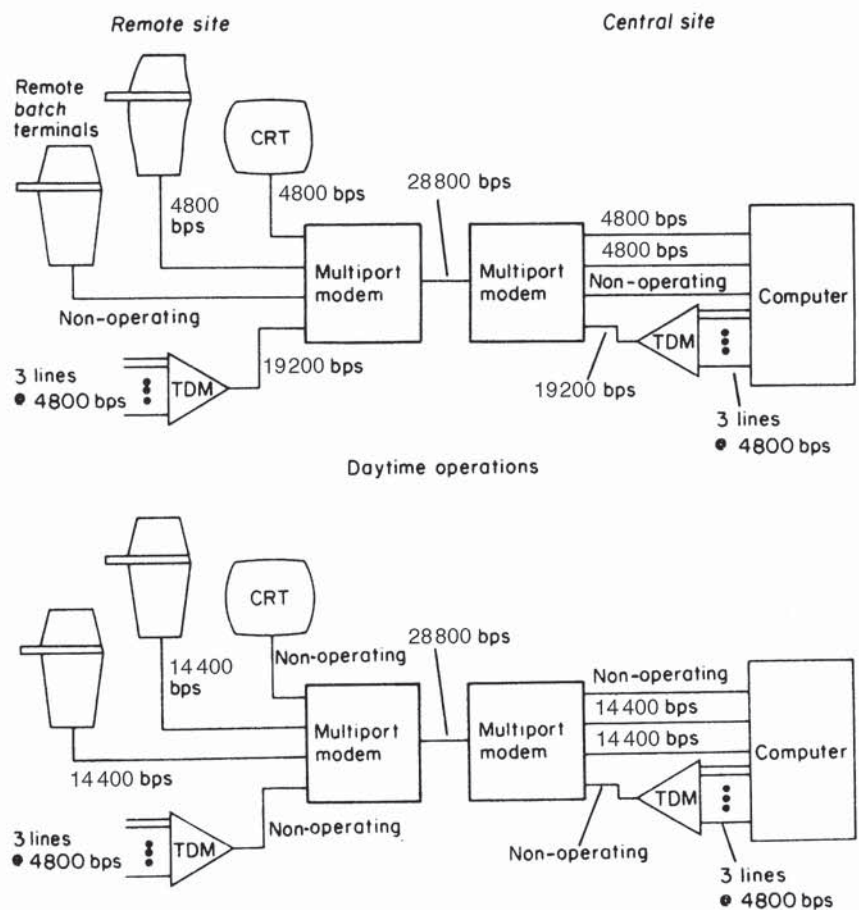 Remote site
Central site
Remote
batch
terminals
CRT
4800
bps
4800 bps
28800 bps
4800 bps
4800 bps
Non-operating
Multiport
modem
Multiport
modem
Computer
Non-operating
TDM
3 lines
@ 4800 bps
TDM
19200 bps
19200 bps
3
lines
@ 4800 bps
Daytime operations
CRT
28800 bps
14400
bps
Non-operating
Non-operating
14400 bps
14400 bps
Multiport
modem
Multiport
modem
Computer
14400 bps
TDM
3 lines
@ 4800 bps
TDM
Non-operating
Non-operating
3
lines
@ 4800 bps